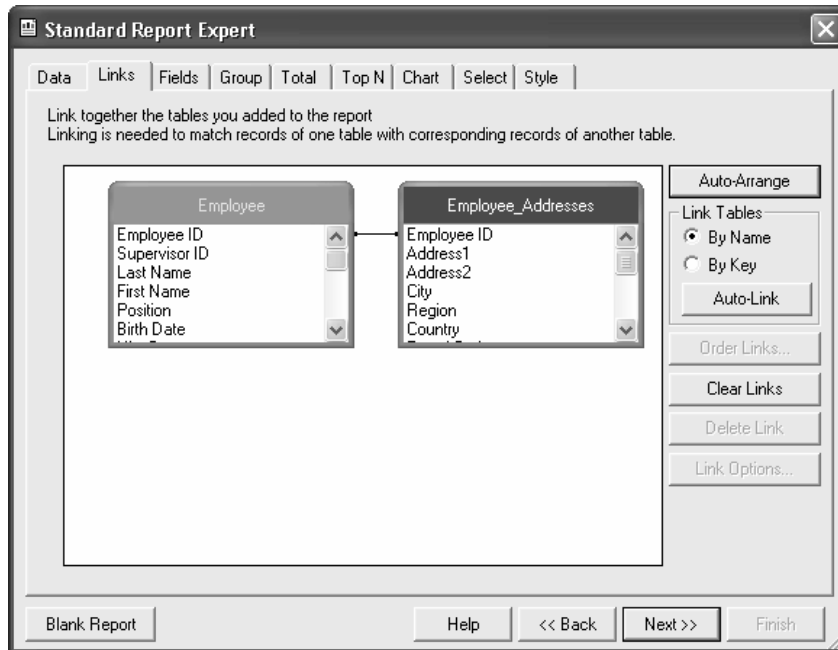 Standard Report Expert
Data Links Fields Group Total Top N Chart Select Style
Link together the tables you added to the report
Linking is needed to match records of one table with corresponding records of another table.
Employee
Employee ID
Supervisor ID
Last Name
First Name
Position
Birth Date
Employee_Addresses
Employee ID
Address1
Address2
City
Region
Country
Auto-Arrange
Link Tables
By Name
By Key
Auto-Link
Order Links...
Clear Links
Delete Link
Link Options...
Blank Report Help << Back Next >> Finish